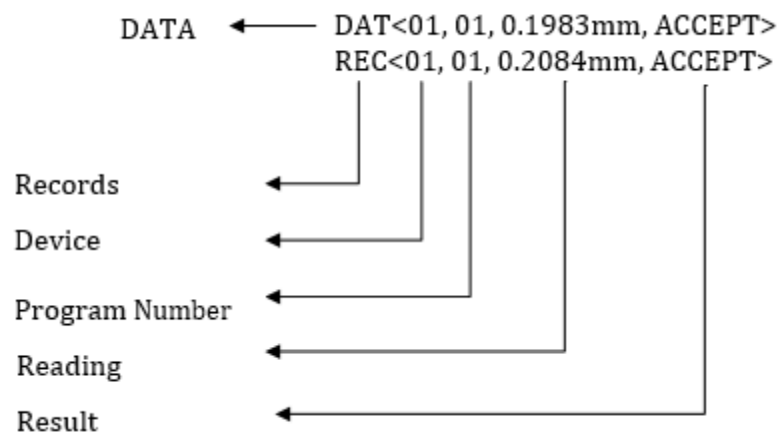 DATA
DAT<01, 01, 0.1983mm, ACCEPT>
REC<01, 01, 0.2084mm, ACCEPT>
Records
Device
Program Number
Reading
Result